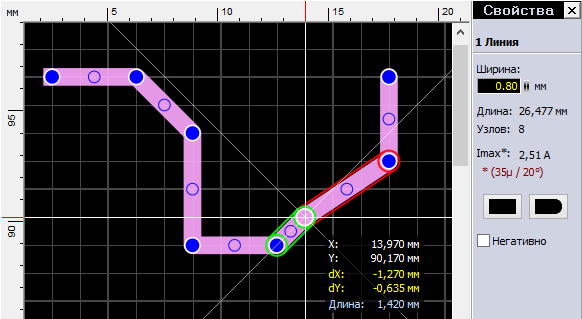 мм
5
10
15
20
95
90
X: 13,970 мм
Y: 90,170 мм
dX: -1,270 мм
dY: -0,635 мм
Длина: 1,420 мм
Свойства
1 Линия
Ширина:
0.80 мм
Длина: 26,477 мм
Узлов: 8
Imax*: 2,51 A
* (35µ / 20°)
Негативно